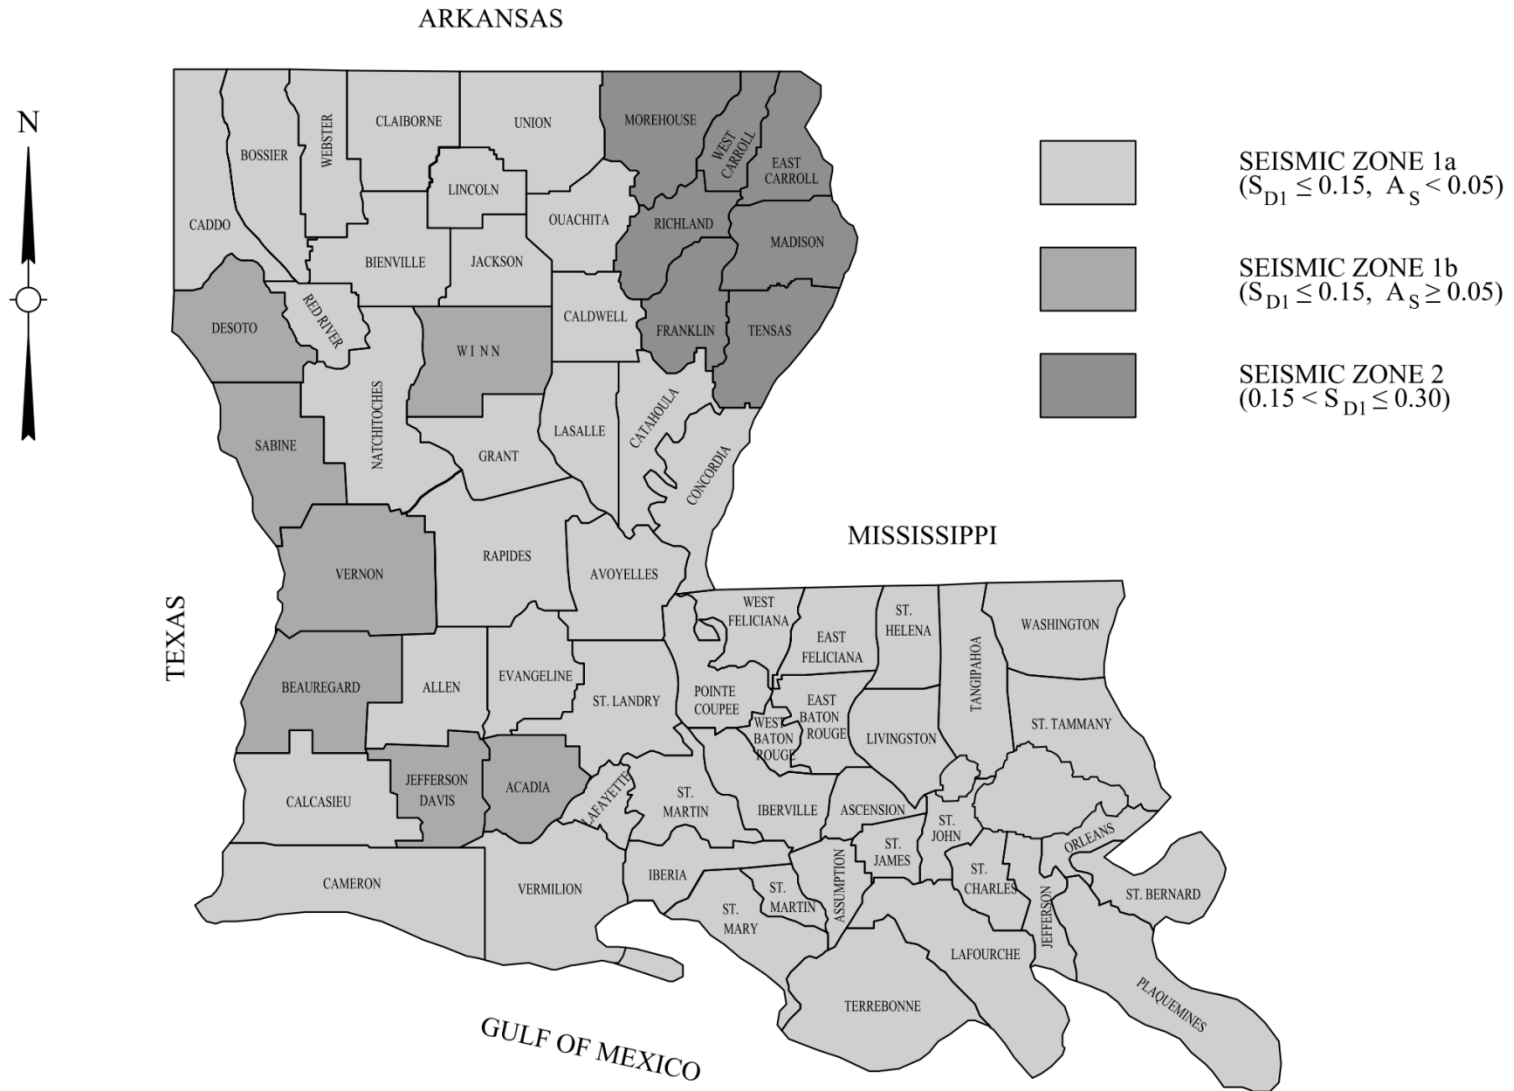 ARKANSAS
N
CLAIBORNE
UNION
MOREHOUSE
WEST
CARROLL
EAST
CARROLL
WEBSTER
BOSSIER
LINCOLN
CADDO
OUACHITA
RICHLAND
MADISON
BIENVILLE
JACKSON
RED RIVER
DESOTO
CALDWELL
FRANKLIN
TENSAS
WINN
NATCHITOCHES
SABINE
GRANT
LASALLE
CATAHOULA
CONCORDIA
SEISMIC ZONE 1a
(S D1 ≤ 0.15, A S < 0.05)
SEISMIC ZONE 1b
(S D1 ≤ 0.15, A S ≥ 0.05)
SEISMIC ZONE 2
(0.15 < S D1 ≤ 0.30)
MISSISSIPPI
TEXAS
VERNON
RAPIDES
AVOYELLES
WEST
FELICIANA
EAST
FELICIANA
ST.
HELENA
TANGIPAHOA
WASHINGTON
BEAUREGARD
ALLEN
EVANGELINE
ST. LANDRY
POINTE
COUPEE
WEST
BATON
ROUGE
EAST
BATON
ROUGE
LIVINGSTON
ST. TAMMANY
CALCASIEU
JEFFERSON
DAVIS
ACADIA
LAFAYETTE
ST.
MARTIN
IBERVILLE
ASCENSION
ST.
JOHN
ORLEANS
CAMERON
VERMILION
IBERIA
ST.
MARTIN
ST.
MARY
ASSUMPTION
ST.
JAMES
ST.
CHARLES
JEFFERSON
ST. BERNARD
LAFOURCHE
TERREBONNE
PLAQUEMINES
GULF OF MEXICO